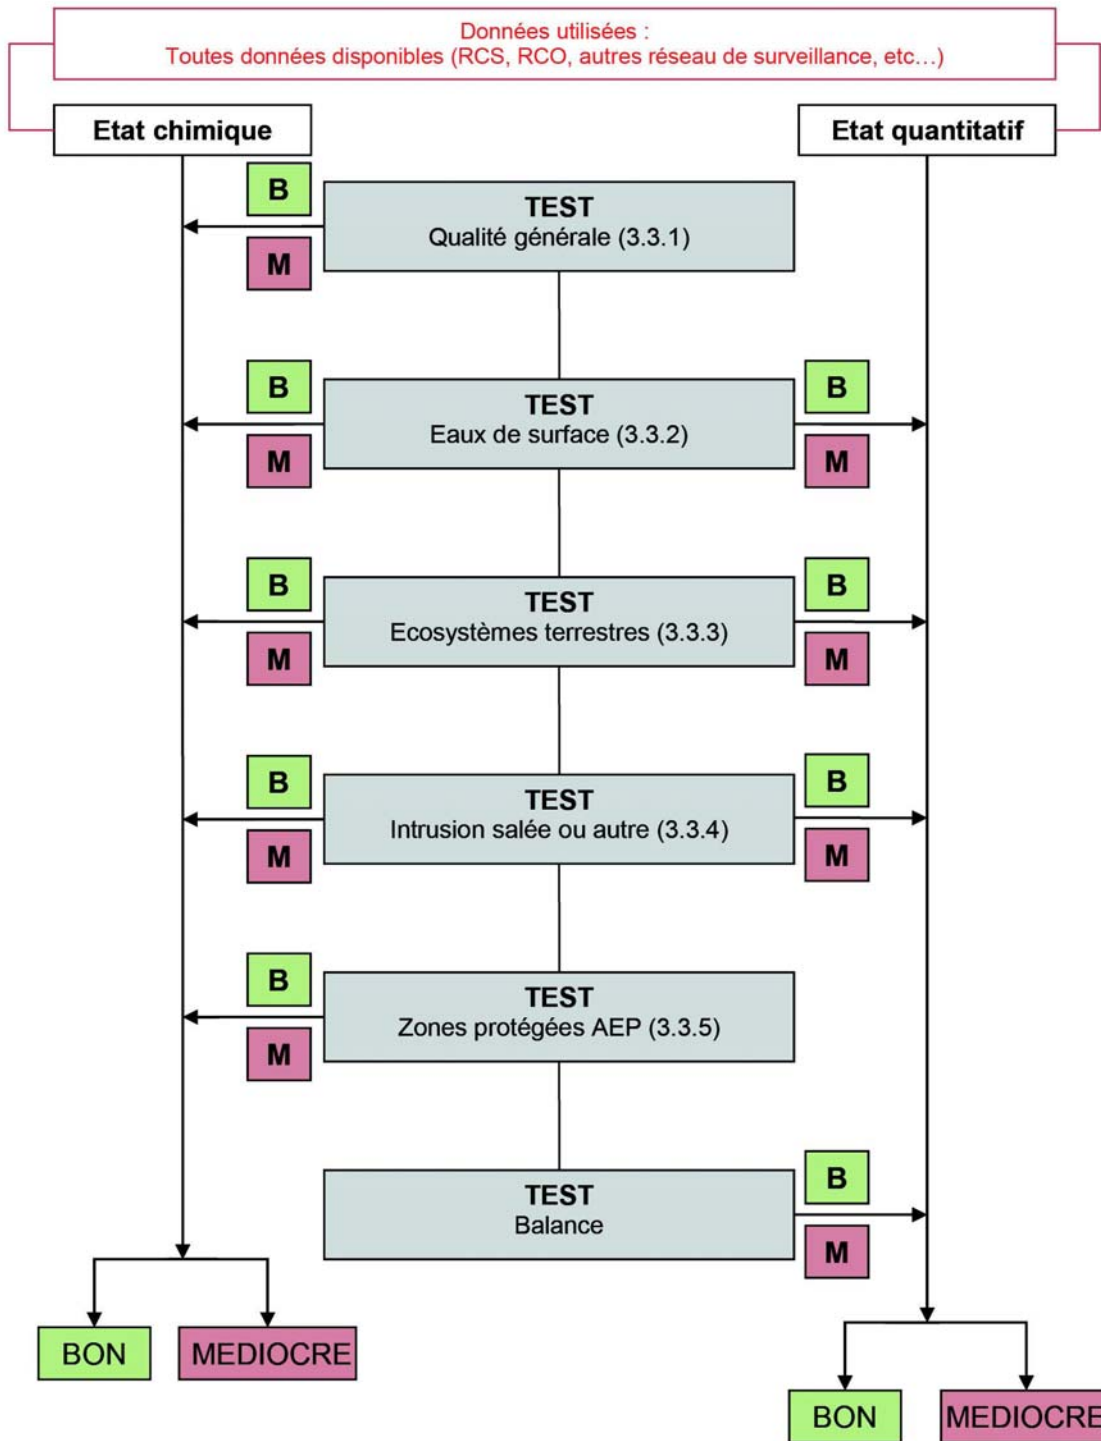 Données utilisées :
Toutes données disponibles (RCS, RCO, autres réseau de surveillance, etc…)
Etat chimique
Etat quantitatif
B
TEST
Qualité générale (3.3.1)
M
B
TEST
Eaux de surface (3.3.2)
B
M
M
B
TEST
Ecosystèmes terrestres (3.3.3)
B
M
M
B
TEST
Intrusion salée ou autre (3.3.4)
B
M
M
B
TEST
Zones protégées AEP (3.3.5)
M
TEST
Balance
B
M
BON
MEDIOCRE
BON
MEDIOCRE